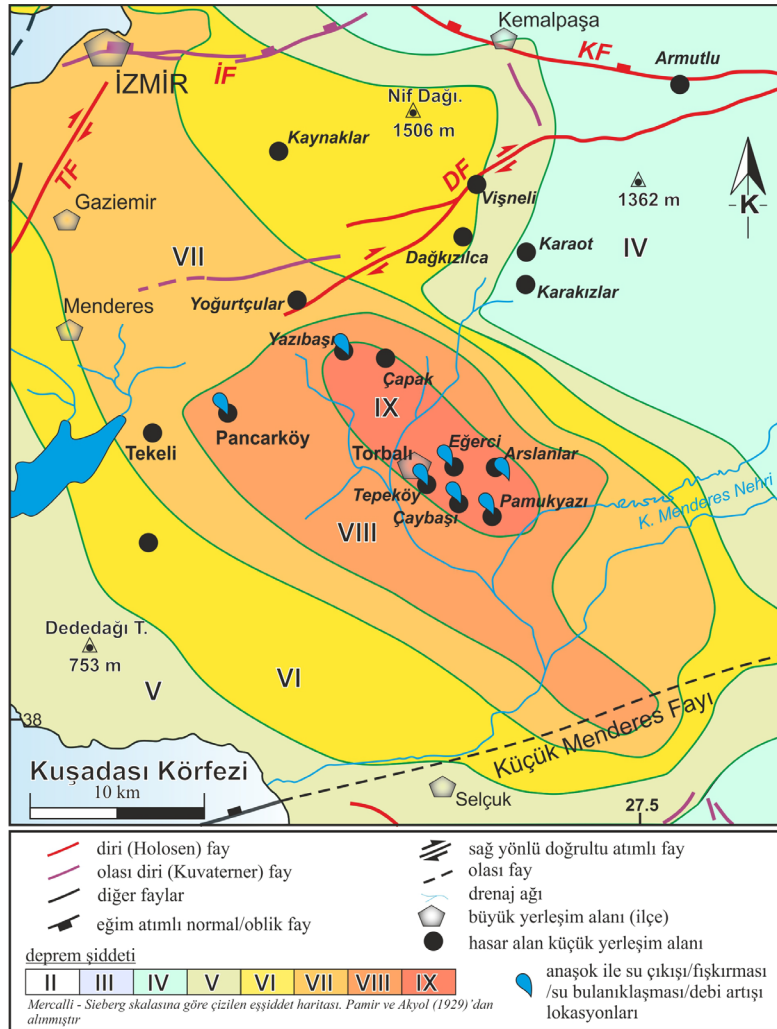 Kemalpaşa
KF
Armutlu
İZMİR
İF
Nif Dağı.
1506 m
Kaynaklar
TF
DF
Vişneli
1362 m
K
Gaziemir
VII
Dağkızılca
Karaot
IV
Karakızlar
Menderes
Yoğurtçular
Yazıbaşı
Çapak
IX
Pancarköy
Tekeli
Torbalı
Eğerci
Arslanlar
Tepeköy
Pamukyazı
Çaybaşı
VIII
K. Menderes Nehri
Dededağı T.
753 m
V
VI
38
Küçük Menderes Fayı
Kuşadası Körfezi
10 km
Selçuk
27.5
diri (Holosen) fay
olası diri (Kuvaterner) fay
diğer faylar
eğim atımlı normal/oblik fay
sağ yönlü doğrultu atımlı fay
olası fay
drenaj ağı
büyük yerleşim alanı (ilçe)
hasar alan küçük yerleşim alanı
anaşok ile su çıkışı/fışkırması
/su bulanıklaşması/debi artışı
lokasyonları
deprem şiddeti
II III IV V VI VII VIII IX
Mercalli - Sieberg skalasına göre çizilen eşşiddet haritası. Pamir ve Akyol (1929)'dan
alınmıştır